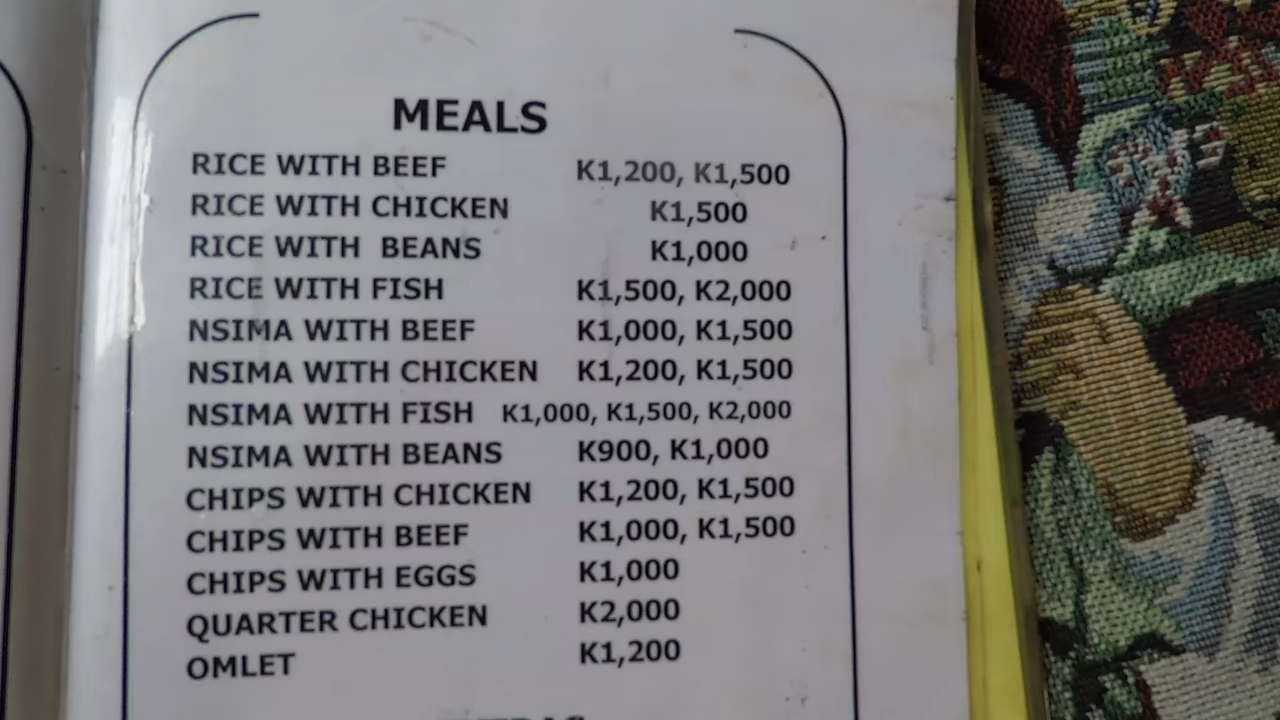 MEALS
RICE WITH BEEF K1,200, K1,500
RICE WITH CHICKEN K1,500
RICE WITH BEANS K1,000
RICE WITH FISH K1,500, K2,000
NSIMA WITH BEEF K1,000, K1,500
NSIMA WITH CHICKEN K1,200, K1,500
NSIMA WITH FISH K1,000, K1,500, K2,000
NSIMA WITH BEANS K900, K1,000
CHIPS WITH CHICKEN K1,200, K1,500
CHIPS WITH BEEF K1,000, K1,500
CHIPS WITH EGGS K1,000
QUARTER CHICKEN K2,000
OMLET K1,200